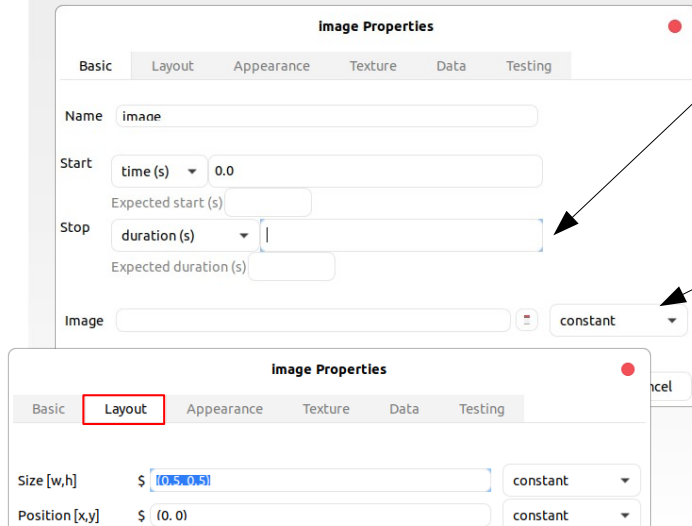 image Properties
Basic Layout Appearance Texture Data Testing
Name image
Start time (s) 0.0
Expected start (s)
Stop duration (s)
Expected duration (s)
Image constant
ncel
image Properties
Basic Layout Appearance Texture Data Testing
Size [w,h] $ (0.5, 0.5) constant
Position [x,y] $ (0, 0) constant